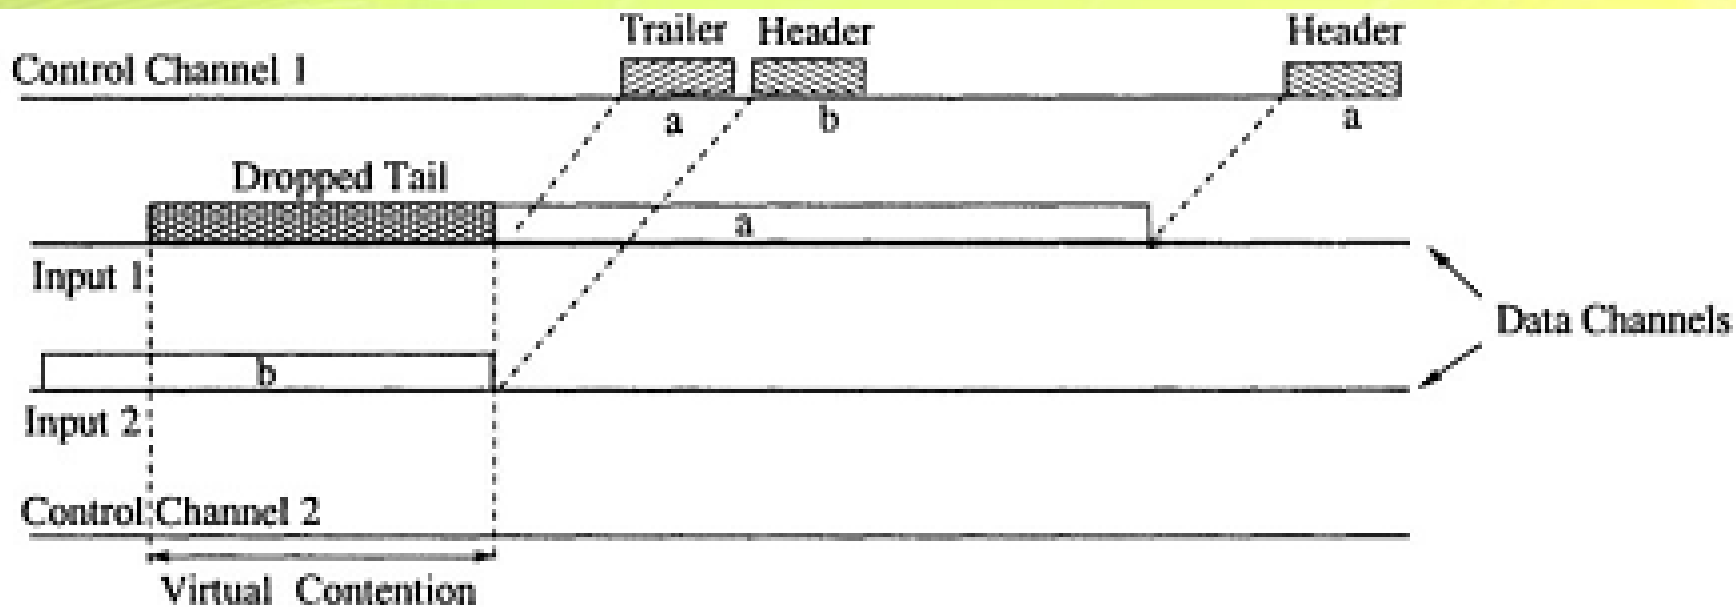 Trailer Header
Header
Control Channel 1
a
b
a
Dropped Tail
a
Input 1
Data Channels
b
Input 2
Control Channel 2
Virtual Contention